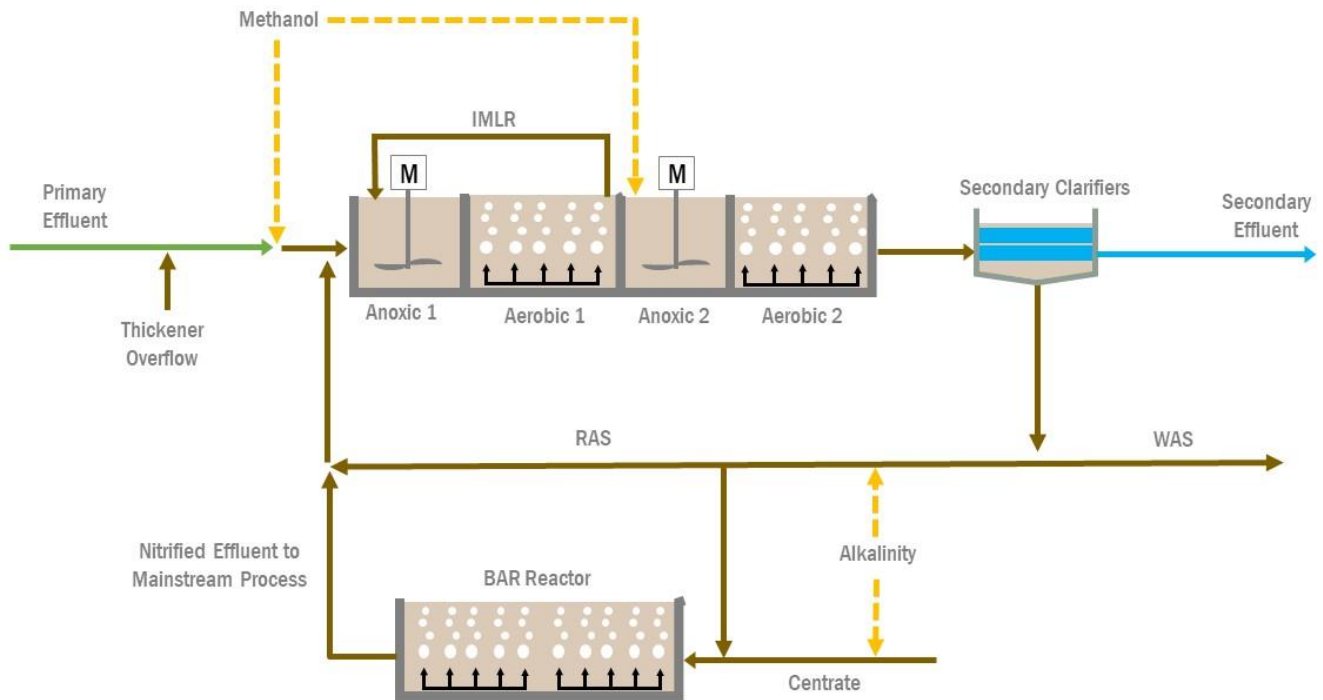 Methanol
IMLR
M
M
Primary
Effluent
Secondary Clarifiers
Secondary
Effluent
Thickener
Overflow
Anoxic 1
Aerobic 1
Anoxic 2
Aerobic 2
RAS
WAS
Nitrified Effluent to
Mainstream Process
BAR Reactor
Alkalinity
Centrate